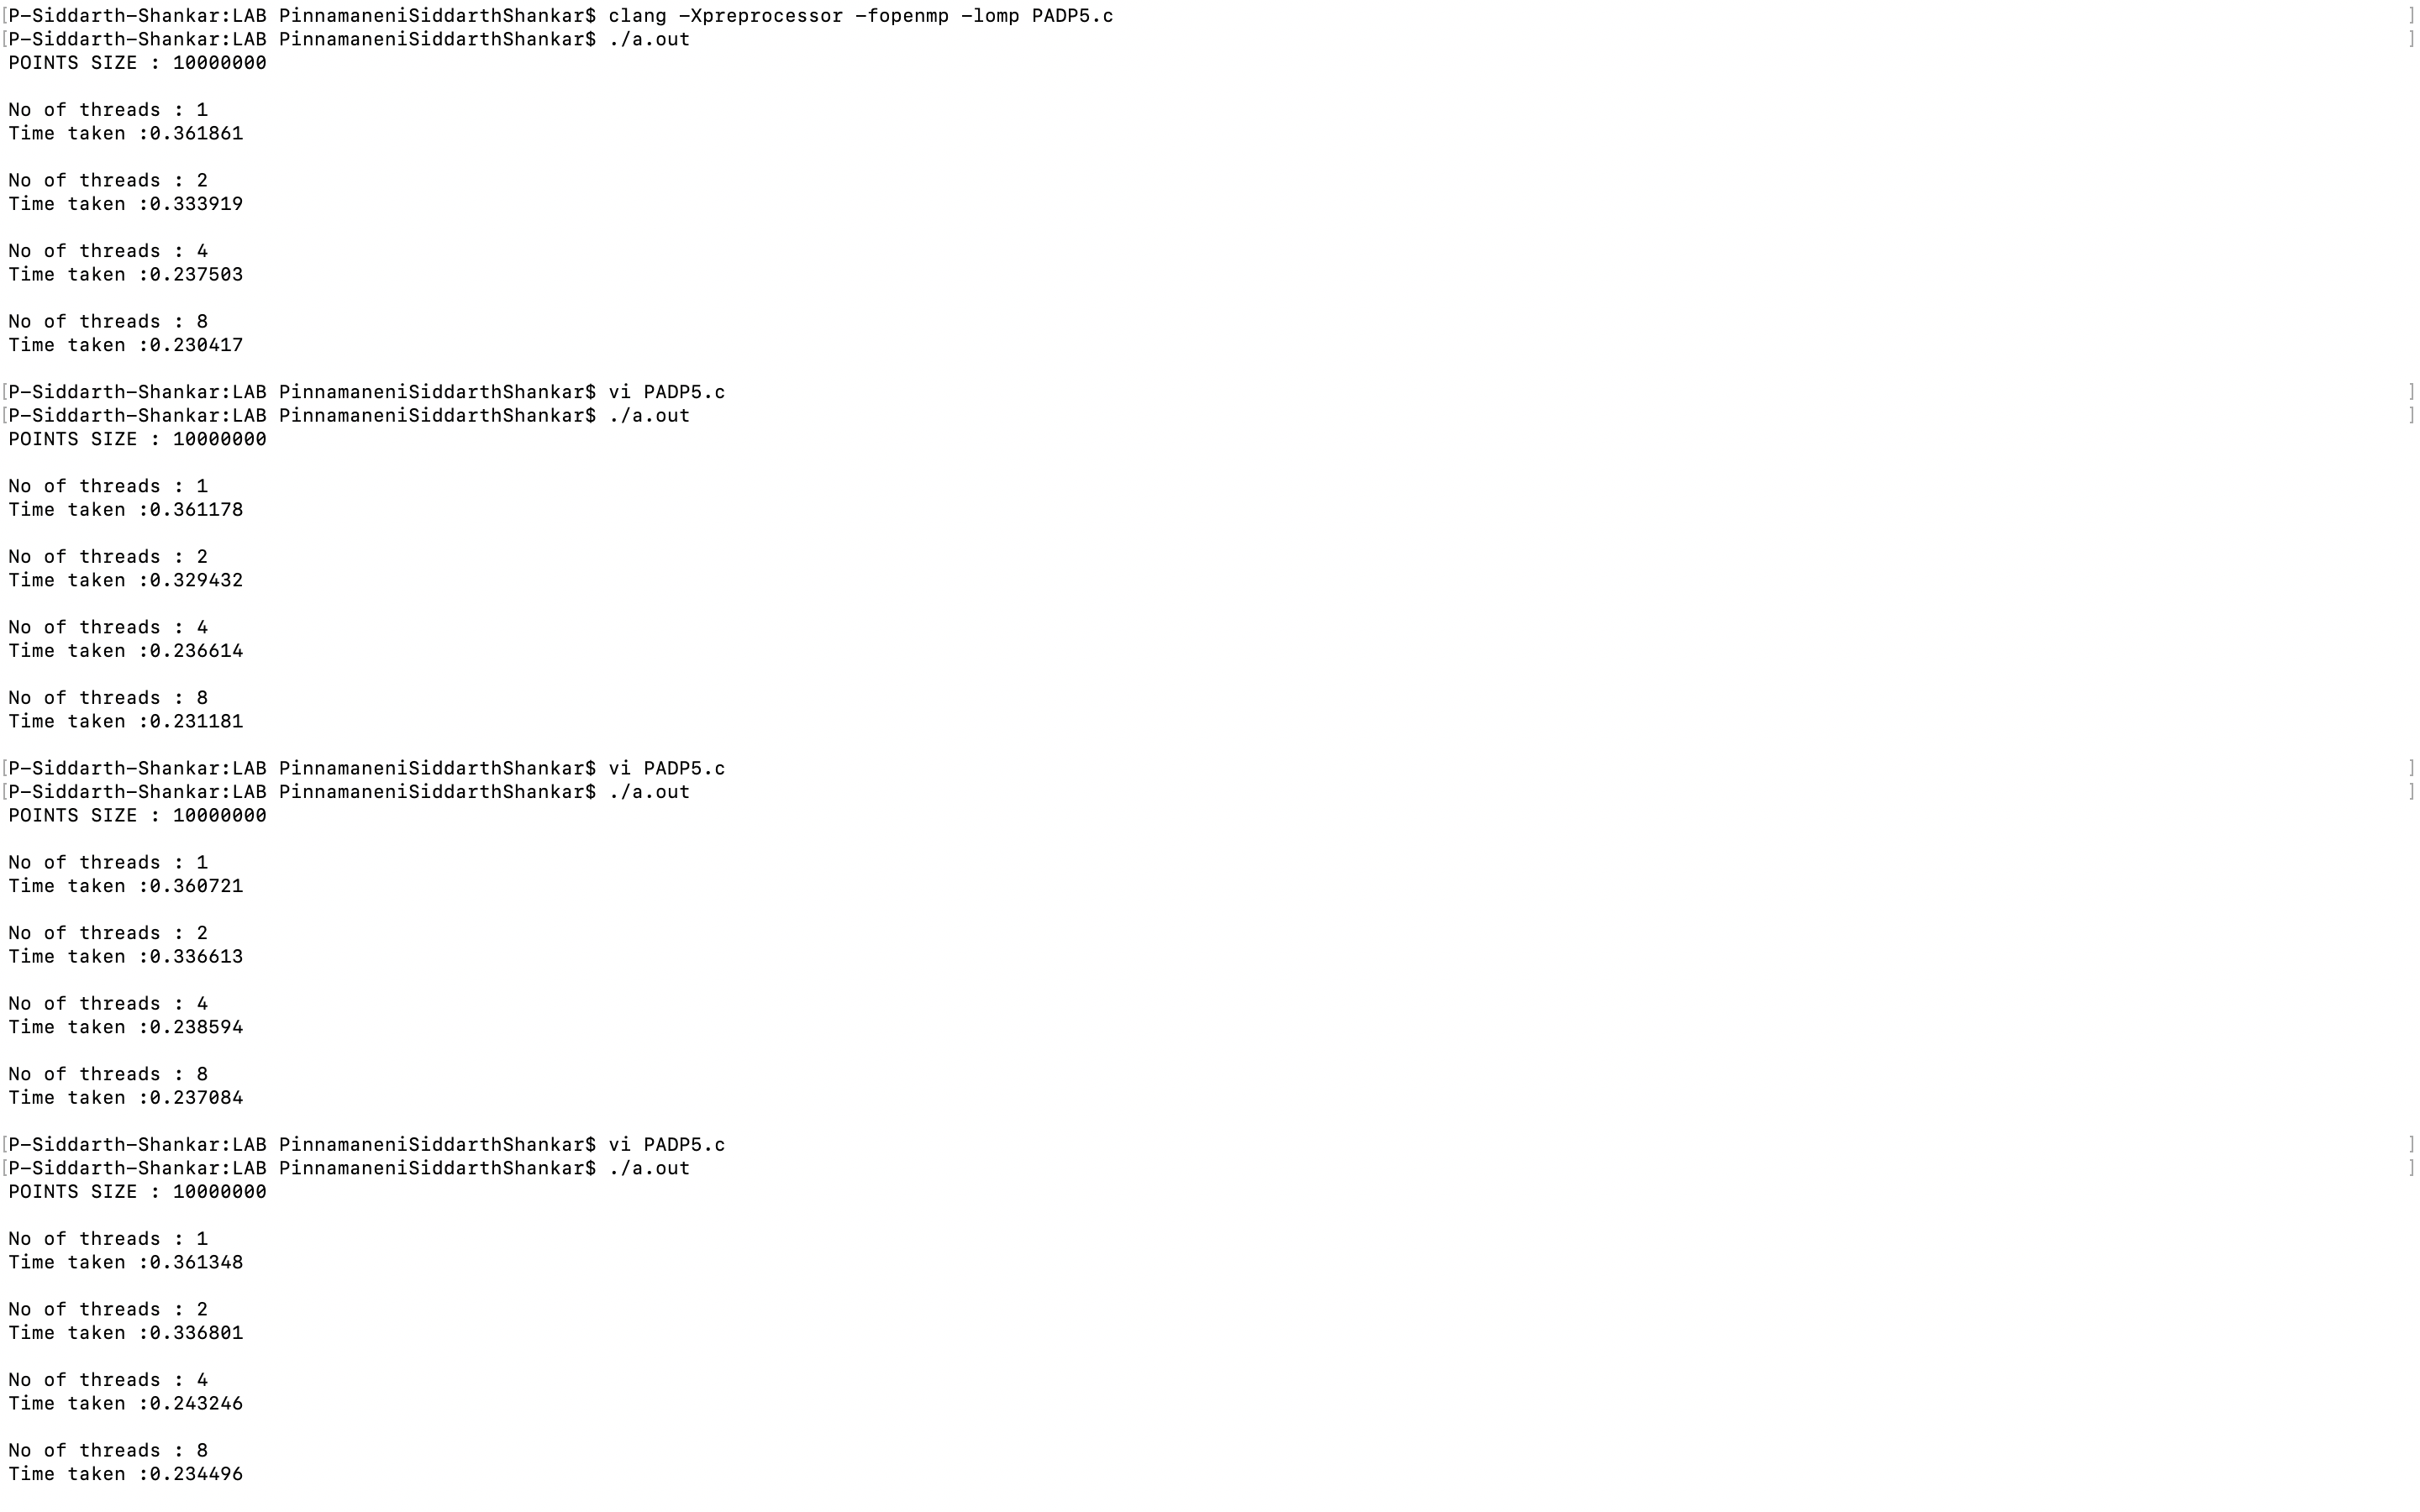 [P-Siddarth-Shankar:LAB PinnamaneniSiddarthShankar$ clang -Xpreprocessor -fopenmp -lomp PADP5.c ]
[P-Siddarth-Shankar:LAB PinnamaneniSiddarthShankar$ ./a.out ]
POINTS SIZE : 10000000
No of threads : 1
Time taken :0.361861
No of threads : 2
Time taken :0.333919
No of threads : 4
Time taken :0.237503
No of threads : 8
Time taken :0.230417
[P-Siddarth-Shankar:LAB PinnamaneniSiddarthShankar$ vi PADP5.c ]
[P-Siddarth-Shankar:LAB PinnamaneniSiddarthShankar$ ./a.out ]
POINTS SIZE : 10000000
No of threads : 1
Time taken :0.361178
No of threads : 2
Time taken :0.329432
No of threads : 4
Time taken :0.236614
No of threads : 8
Time taken :0.231181
[P-Siddarth-Shankar:LAB PinnamaneniSiddarthShankar$ vi PADP5.c ]
[P-Siddarth-Shankar:LAB PinnamaneniSiddarthShankar$ ./a.out ]
POINTS SIZE : 10000000
No of threads : 1
Time taken :0.360721
No of threads : 2
Time taken :0.336613
No of threads : 4
Time taken :0.238594
No of threads : 8
Time taken :0.237084
[P-Siddarth-Shankar:LAB PinnamaneniSiddarthShankar$ vi PADP5.c ]
[P-Siddarth-Shankar:LAB PinnamaneniSiddarthShankar$ ./a.out ]
POINTS SIZE : 10000000
No of threads : 1
Time taken :0.361348
No of threads : 2
Time taken :0.336801
No of threads : 4
Time taken :0.243246
No of threads : 8
Time taken :0.234496